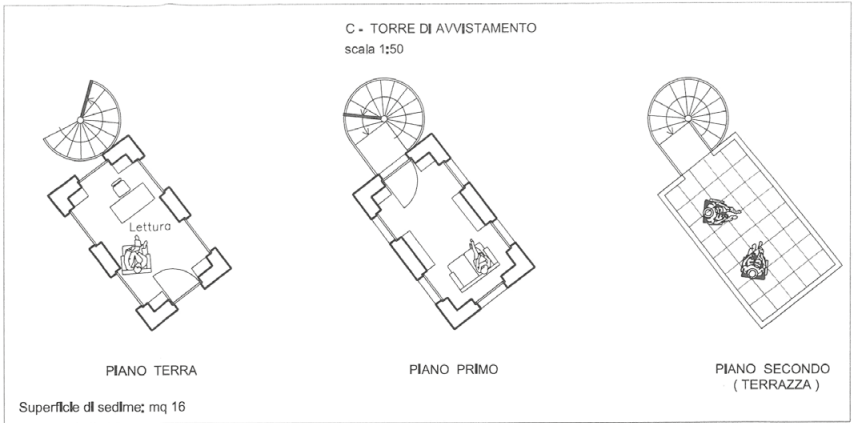 C - TORRE DI AVVISTAMENTO
scala 1:50
Lettura
PIANO TERRA
PIANO PRIMO
PIANO SECONDO
( TERRAZZA )
Superficie di sedime: mq 16